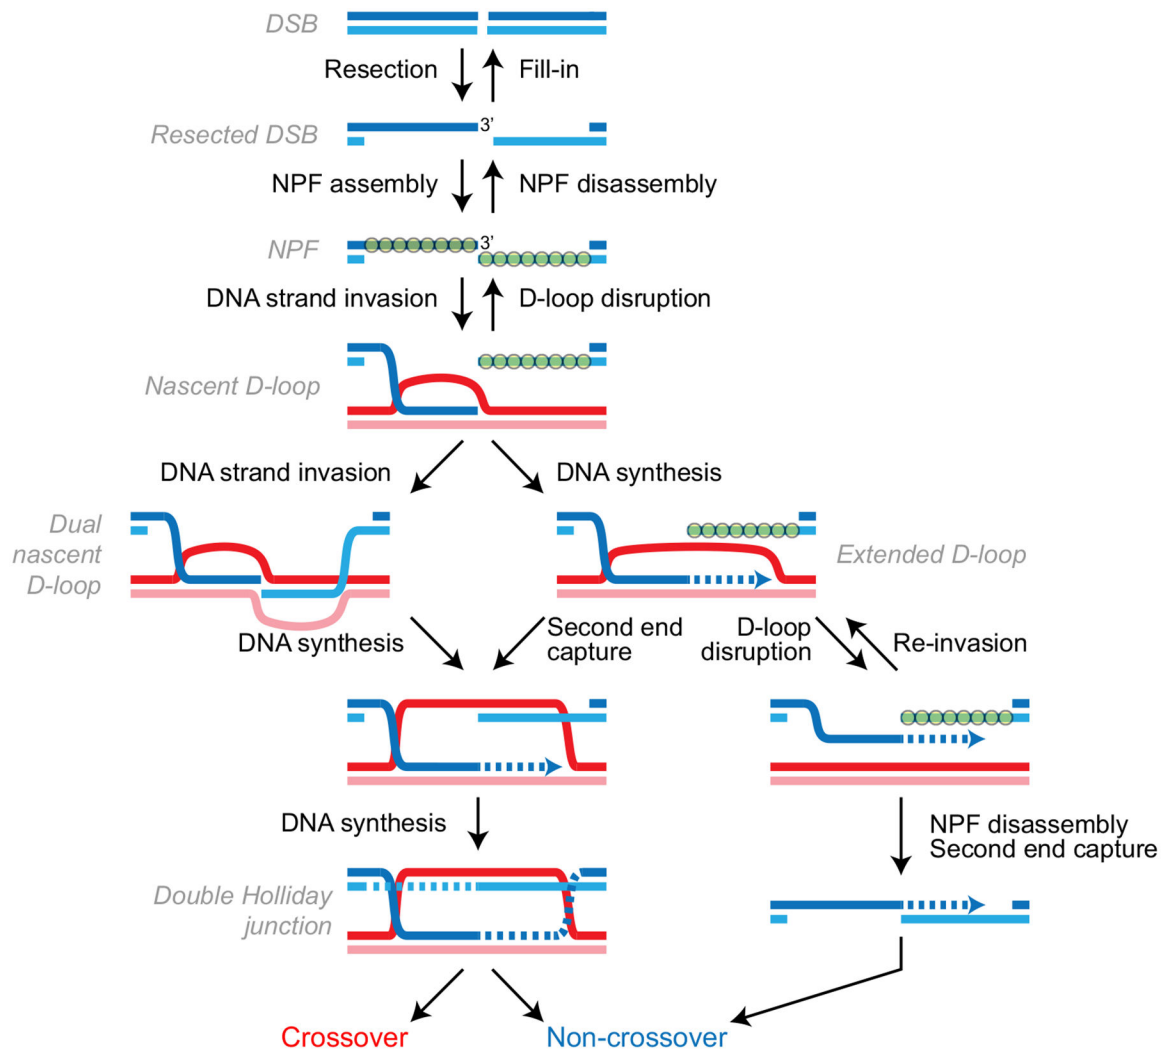 DSB
Resection
Fill-in
Resected DSB
3'
NPF assembly
NPF disassembly
NPF
3'
DNA strand invasion
D-loop disruption
Nascent D-loop
DNA strand invasion
DNA synthesis
Dual
nascent
D-loop
Extended D-loop
DNA synthesis
Second end
capture
D-loop
disruption
Re-invasion
DNA synthesis
NPF disassembly
Second end capture
Double Holliday
junction
Crossover
Non-crossover